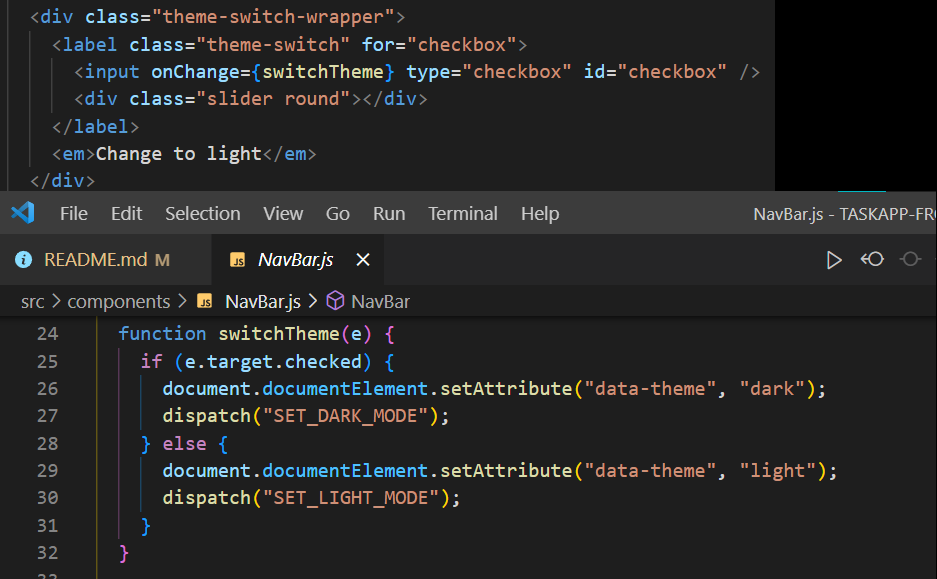 <div class="theme-switch-wrapper">
<label class="theme-switch" for="checkbox">
<input onChange={switchTheme} type="checkbox" id="checkbox" />
<div class="slider round"></div>
</label>
<em>Change to light</em>
</div>
File Edit Selection View Go Run Terminal Help NavBar.js - TASKAPP-FR
README.md M JS NavBar.js
src > components > JS NavBar.js > NavBar
24 function switchTheme(e) {
25 if (e.target.checked) {
26 document.documentElement.setAttribute("data-theme", "dark");
27 dispatch("SET_DARK_MODE");
28 } else {
29 document.documentElement.setAttribute("data-theme", "light");
30 dispatch("SET_LIGHT_MODE");
31 }
32 }